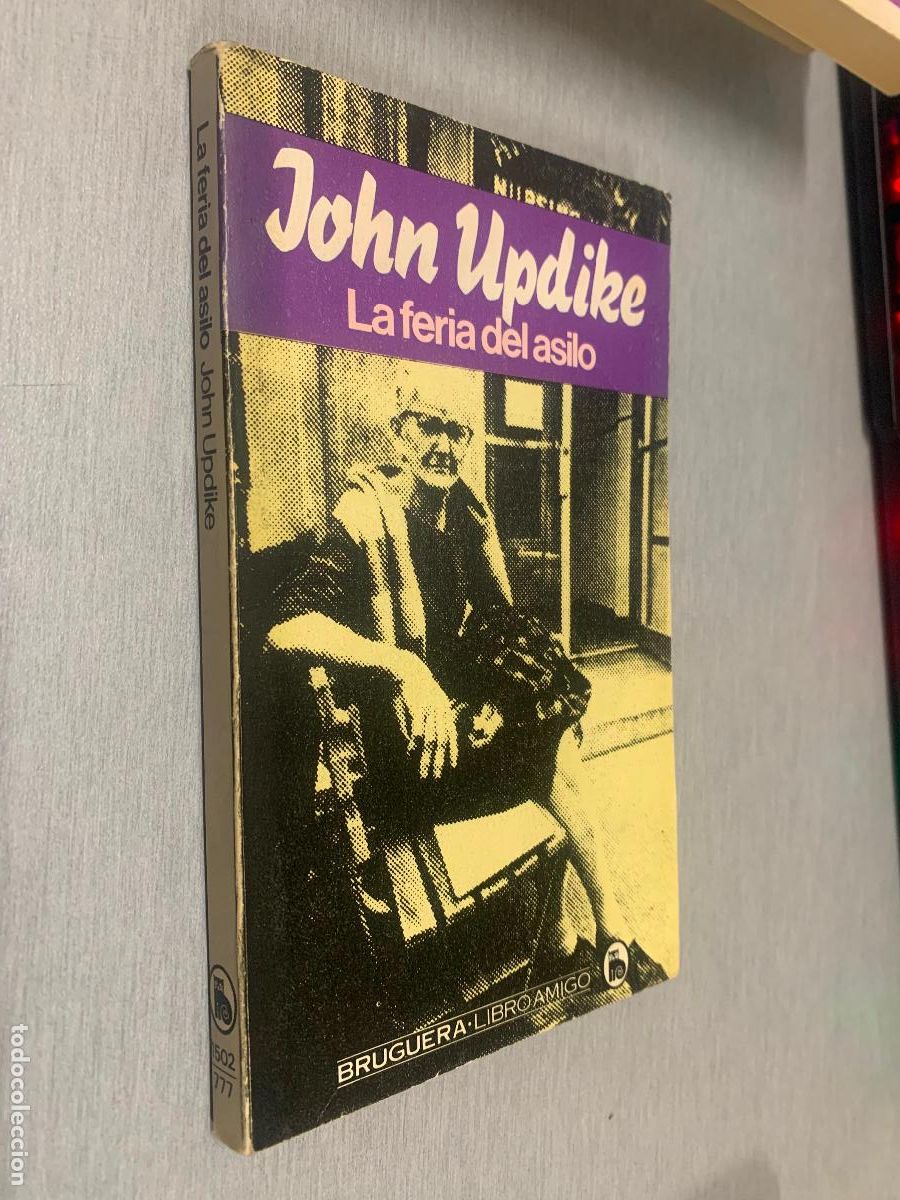 John Updike
La feria del asilo
BRUGUERA·LIBRO AMIGO
La feria del asilo John Updike
1502
777
todocoleccion